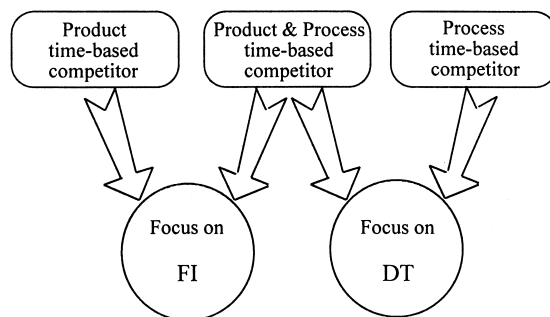 Product
time-based
competitor
Product & Process
time-based
competitor
Process
time-based
competitor
Focus on
FI
Focus on
DT